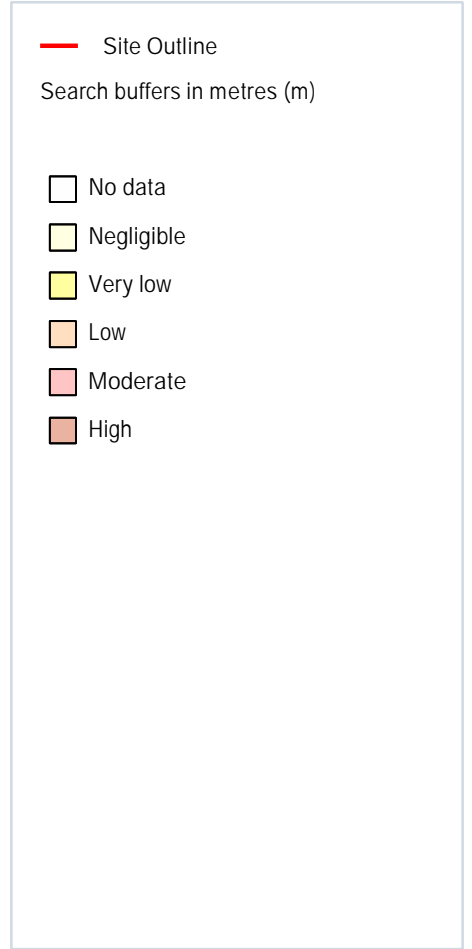 Site Outline
Search buffers in metres (m)
No data
Negligible
Very low
Low
Moderate
High